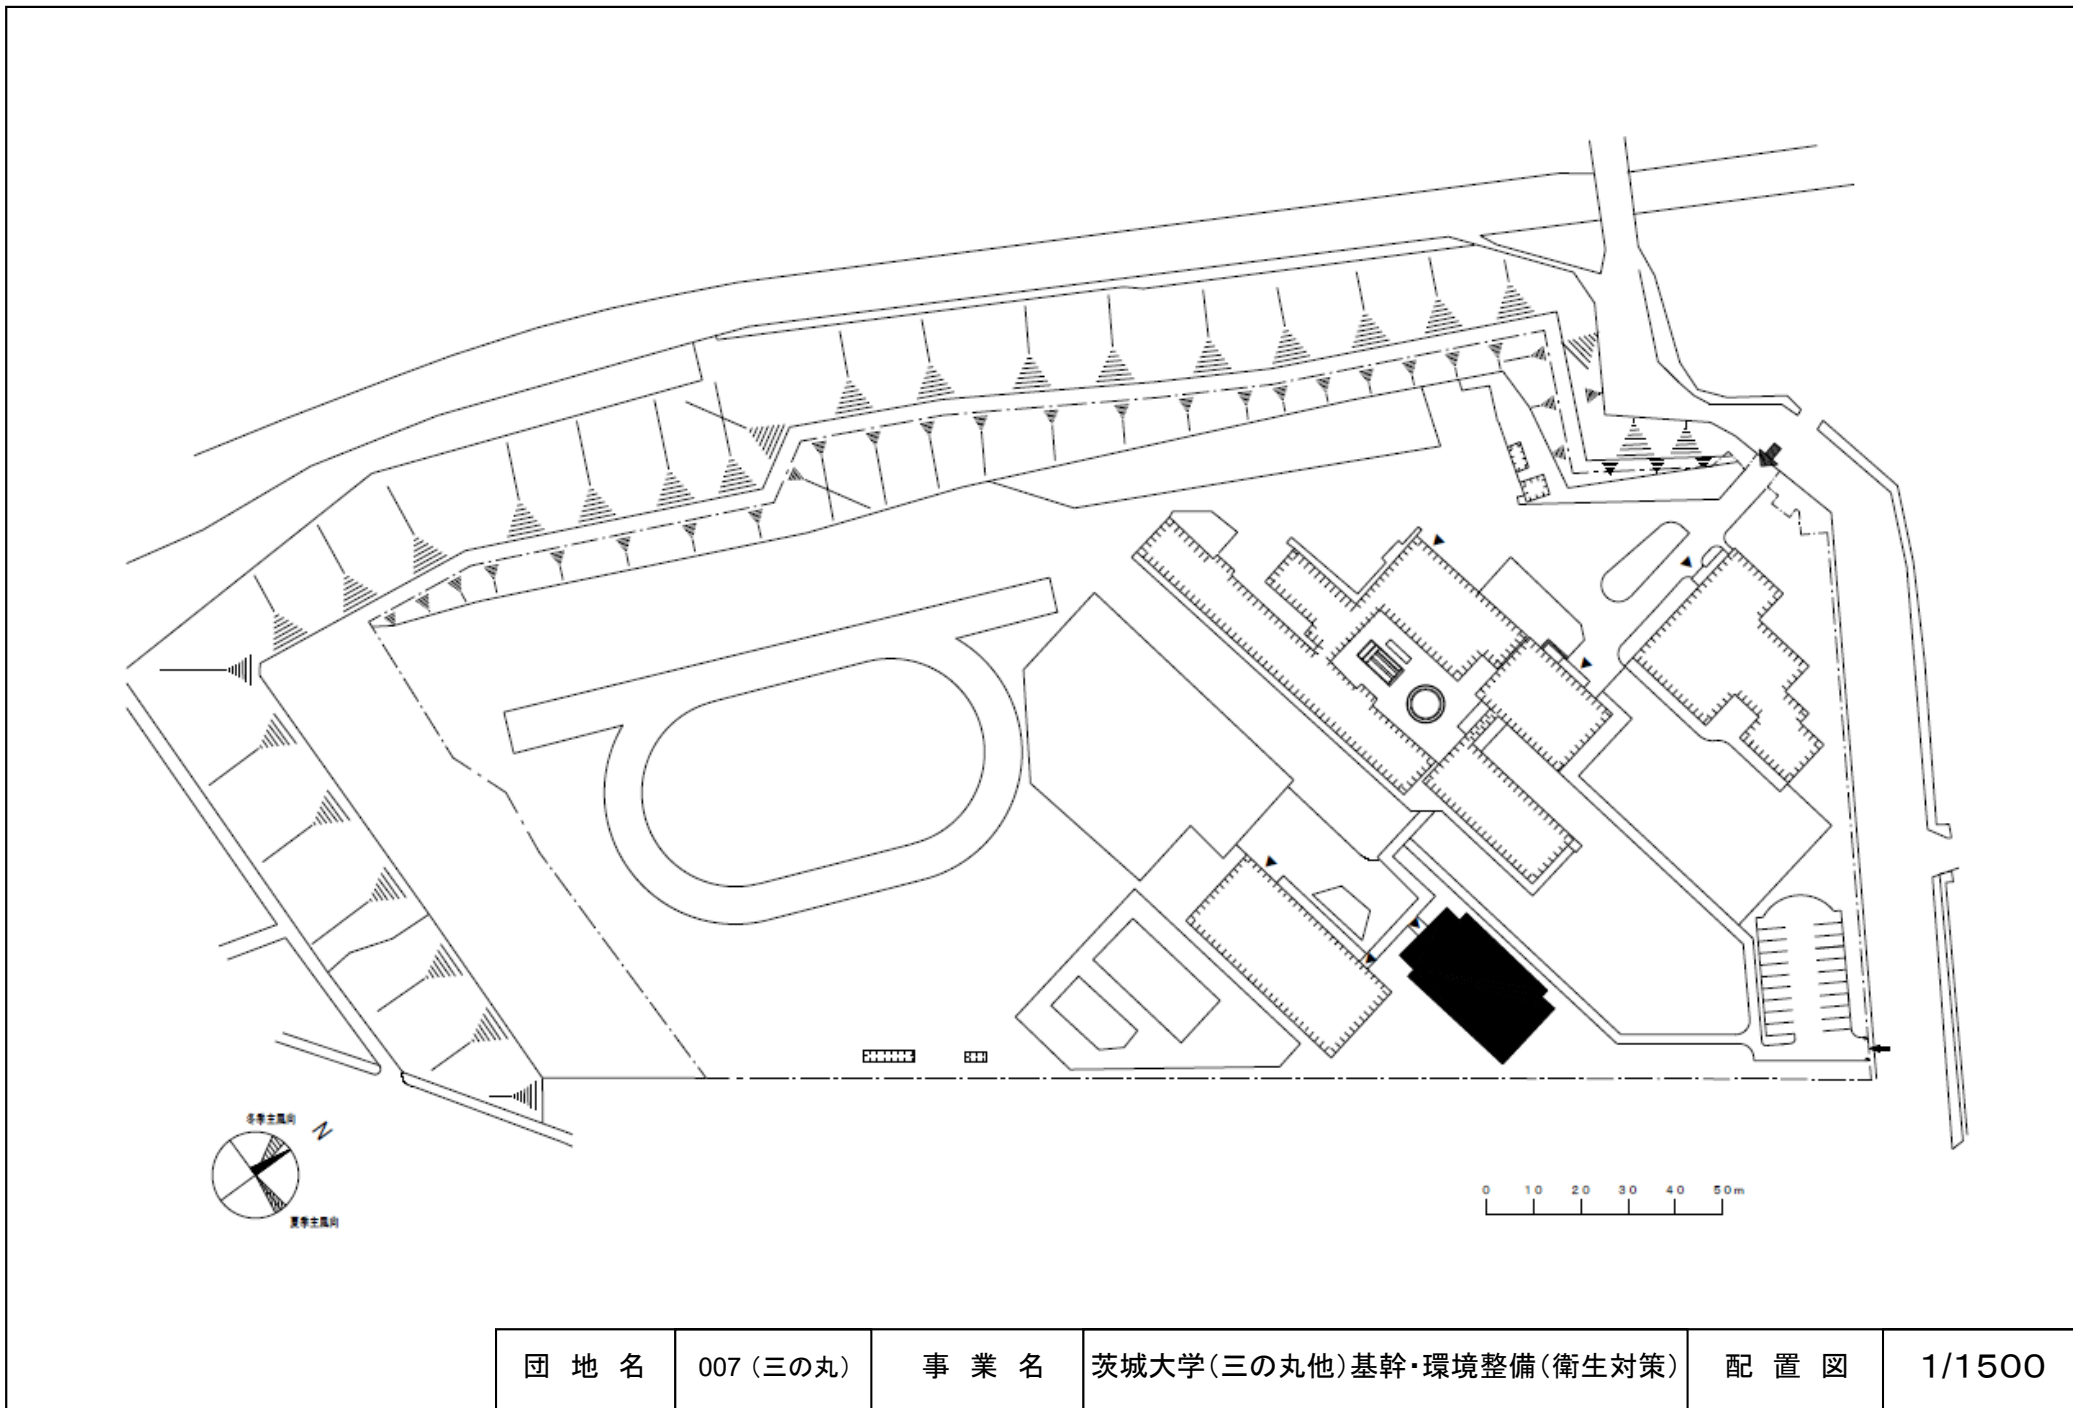 冬季主風向
N
夏季主風向
0 10 20 30 40 50m
団地名 007(三の丸) 事業名 茨城大学(三の丸他)基幹・環境整備(衛生対策) 配置図 1/1500